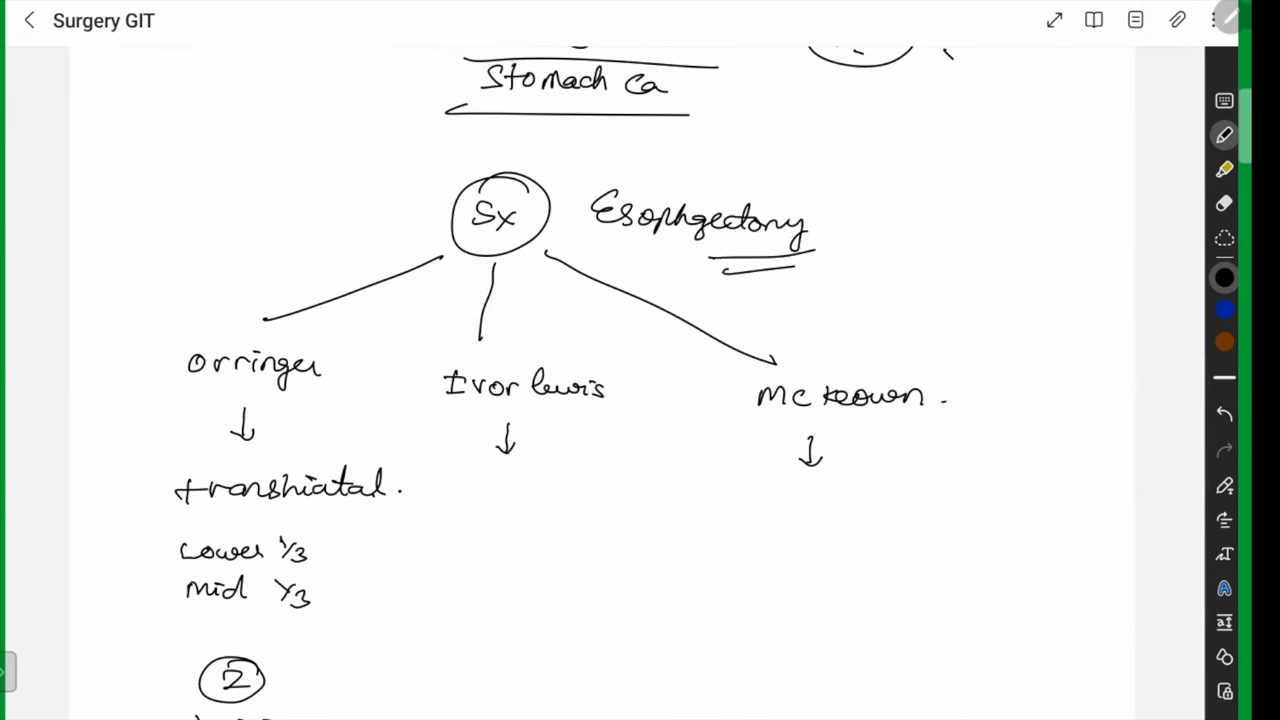 Surgery GIT
Stomach Ca
Sx Esophgectomy
Orringer
Ivor lewis
Mc keown.
transhiatal.
Lower 1/3
Mid 1/3
2